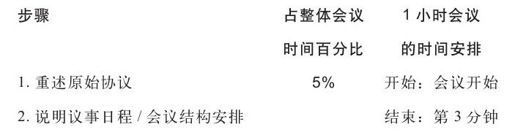 步骤 占整体会议 1 小时会议
时间百分比 的时间安排
1. 重述原始协议 5% 开始：会议开始
2. 说明议事日程 / 会议结构安排 结束：第 3 分钟